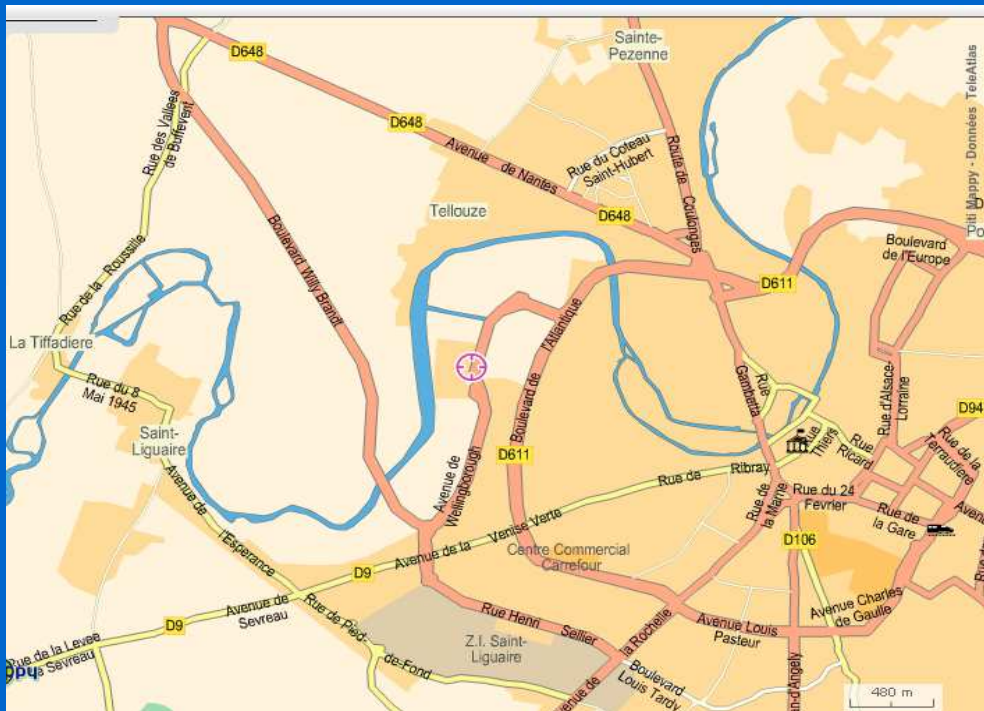 Sainte-
Pezenne
D648
D648
Avenue de Nantes
Rue du Coteau
Saint-Hubert
Route de Coulonges
D648
Rue des Vallees
de Buffevent
Tellouze
Boulevard
de l'Europe
D611
Rue de la Roussille
Boulevard Willy Brandt
Boulevard de l'Atlantique
La Tiffadiere
Rue du 8
Mai 1945
Rue
Gambetta
Rue d'Alsace-
Lorraine
D94
Saint-
Liguaire
Rue
Thiers
Rue
Ricard
Rue de la
Terraudiere
D611
Avenue de
Wellingborough
Rue de Ribray
Rue de
la Marne
Rue du 24
Fevrier
Rue de
la Gare
Avenue de
l'Esperance
Avenue de la Venise Verte
D106
Centre Commercial
Carrefour
D9
Avenue de
Sevreau
D9
Rue de Pied-
de-Fond
Rue Henri Sellier
Avenue Louis
Pasteur
Avenue Charles
de Gaulle
Z.I. Saint-
Liguaire
Avenue de la Rochelle
Boulevard
Louis Tardy
Rue de la Levee
Sevreau
480 m
Mappy - Données TeleAtlas